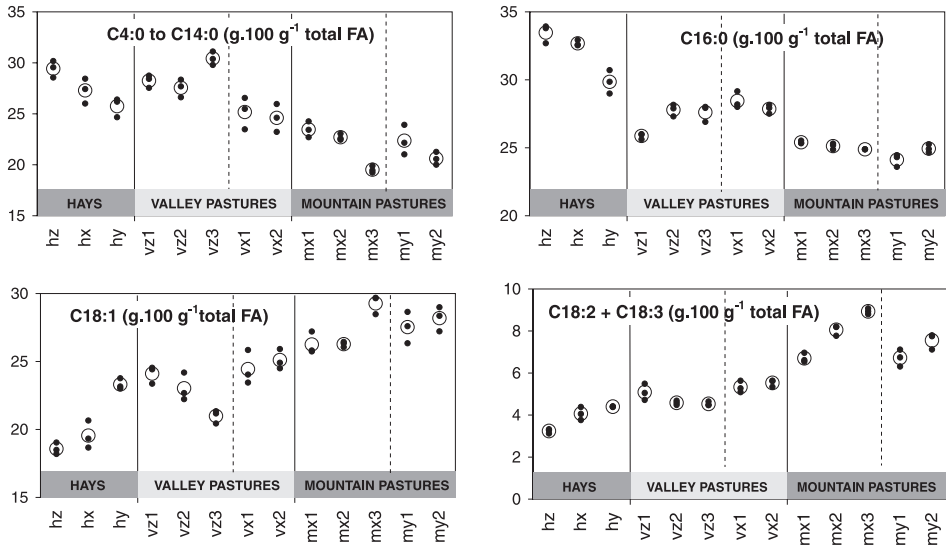 C4:0 to C14:0 (g.100 g⁻¹ total FA)
35
30
25
20
15
HAYS VALLEY PASTURES MOUNTAIN PASTURES
hz hx hy vz1 vz2 vz3 vx1 vx2 mx1 mx2 mx3 my1 my2
C16:0 (g.100 g⁻¹ total FA)
35
30
25
20
HAYS VALLEY PASTURES MOUNTAIN PASTURES
hz hx hy vz1 vz2 vz3 vx1 vx2 mx1 mx2 mx3 my1 my2
C18:1 (g.100 g⁻¹total FA)
30
25
20
15
HAYS VALLEY PASTURES MOUNTAIN PASTURES
hz hx hy vz1 vz2 vz3 vx1 vx2 mx1 mx2 mx3 my1 my2
C18:2 + C18:3 (g.100 g⁻¹ total FA)
10
8
6
4
2
0
HAYS VALLEY PASTURES MOUNTAIN PASTURES
hz hx hy vz1 vz2 vz3 vx1 vx2 mx1 mx2 mx3 my1 my2